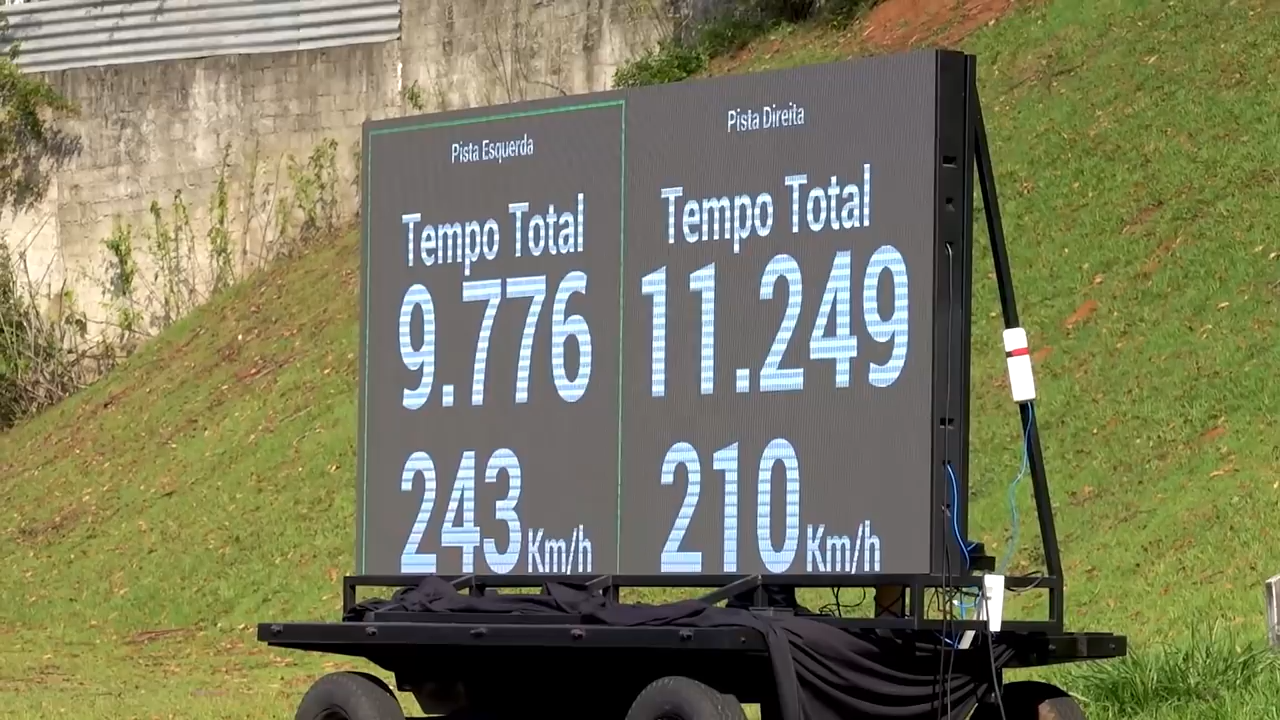 Pista Esquerda
Tempo Total
9.776
243 Km/h
Pista Direita
Tempo Total
11.249
210 Km/h